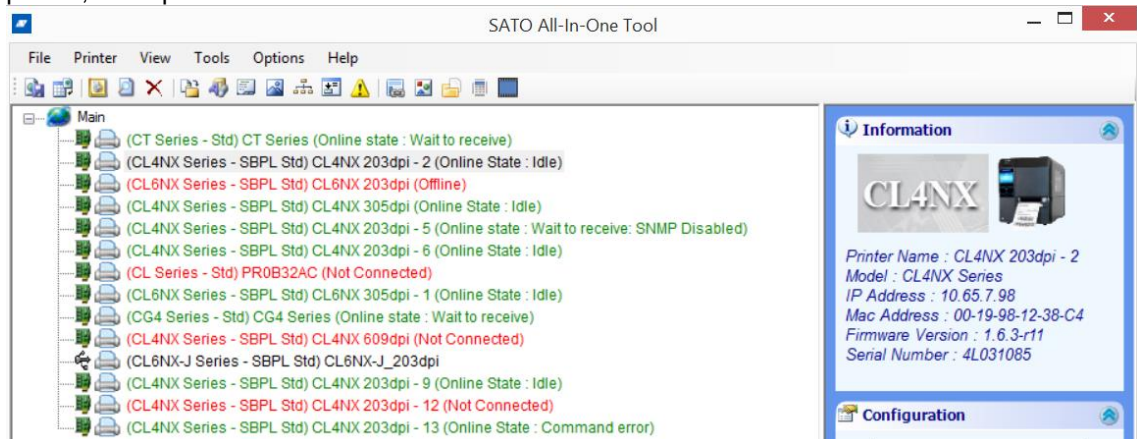 SATO All-In-One Tool
File Printer View Tools Options Help
Main
(CT Series - Std) CT Series (Online state : Wait to receive)
(CL4NX Series - SBPL Std) CL4NX 203dpi - 2 (Online State : Idle)
(CL6NX Series - SBPL Std) CL6NX 203dpi (Offline)
(CL4NX Series - SBPL Std) CL4NX 305dpi (Online State : Idle)
(CL4NX Series - SBPL Std) CL4NX 203dpi - 5 (Online state : Wait to receive: SNMP Disabled)
(CL4NX Series - SBPL Std) CL4NX 203dpi - 6 (Online State : Idle)
(CL Series - Std) PR0B32AC (Not Connected)
(CL6NX Series - SBPL Std) CL6NX 305dpi - 1 (Online State : Idle)
(CG4 Series - Std) CG4 Series (Online state : Wait to receive)
(CL4NX Series - SBPL Std) CL4NX 609dpi (Not Connected)
(CL6NX-J Series - SBPL Std) CL6NX-J_203dpi
(CL4NX Series - SBPL Std) CL4NX 203dpi - 9 (Online State : Idle)
(CL4NX Series - SBPL Std) CL4NX 203dpi - 12 (Not Connected)
(CL4NX Series - SBPL Std) CL4NX 203dpi - 13 (Online State : Command error)
Information
CL4NX
Printer Name : CL4NX 203dpi - 2
Model : CL4NX Series
IP Address : 10.65.7.98
Mac Address : 00-19-98-12-38-C4
Firmware Version : 1.6.3-r11
Serial Number : 4L031085
Configuration